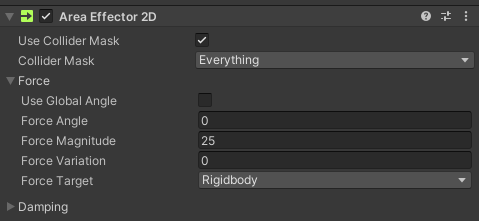 Area Effector 2D
Use Collider Mask
Collider Mask Everything
Force
Use Global Angle
Force Angle 0
Force Magnitude 25
Force Variation 0
Force Target Rigidbody
Damping